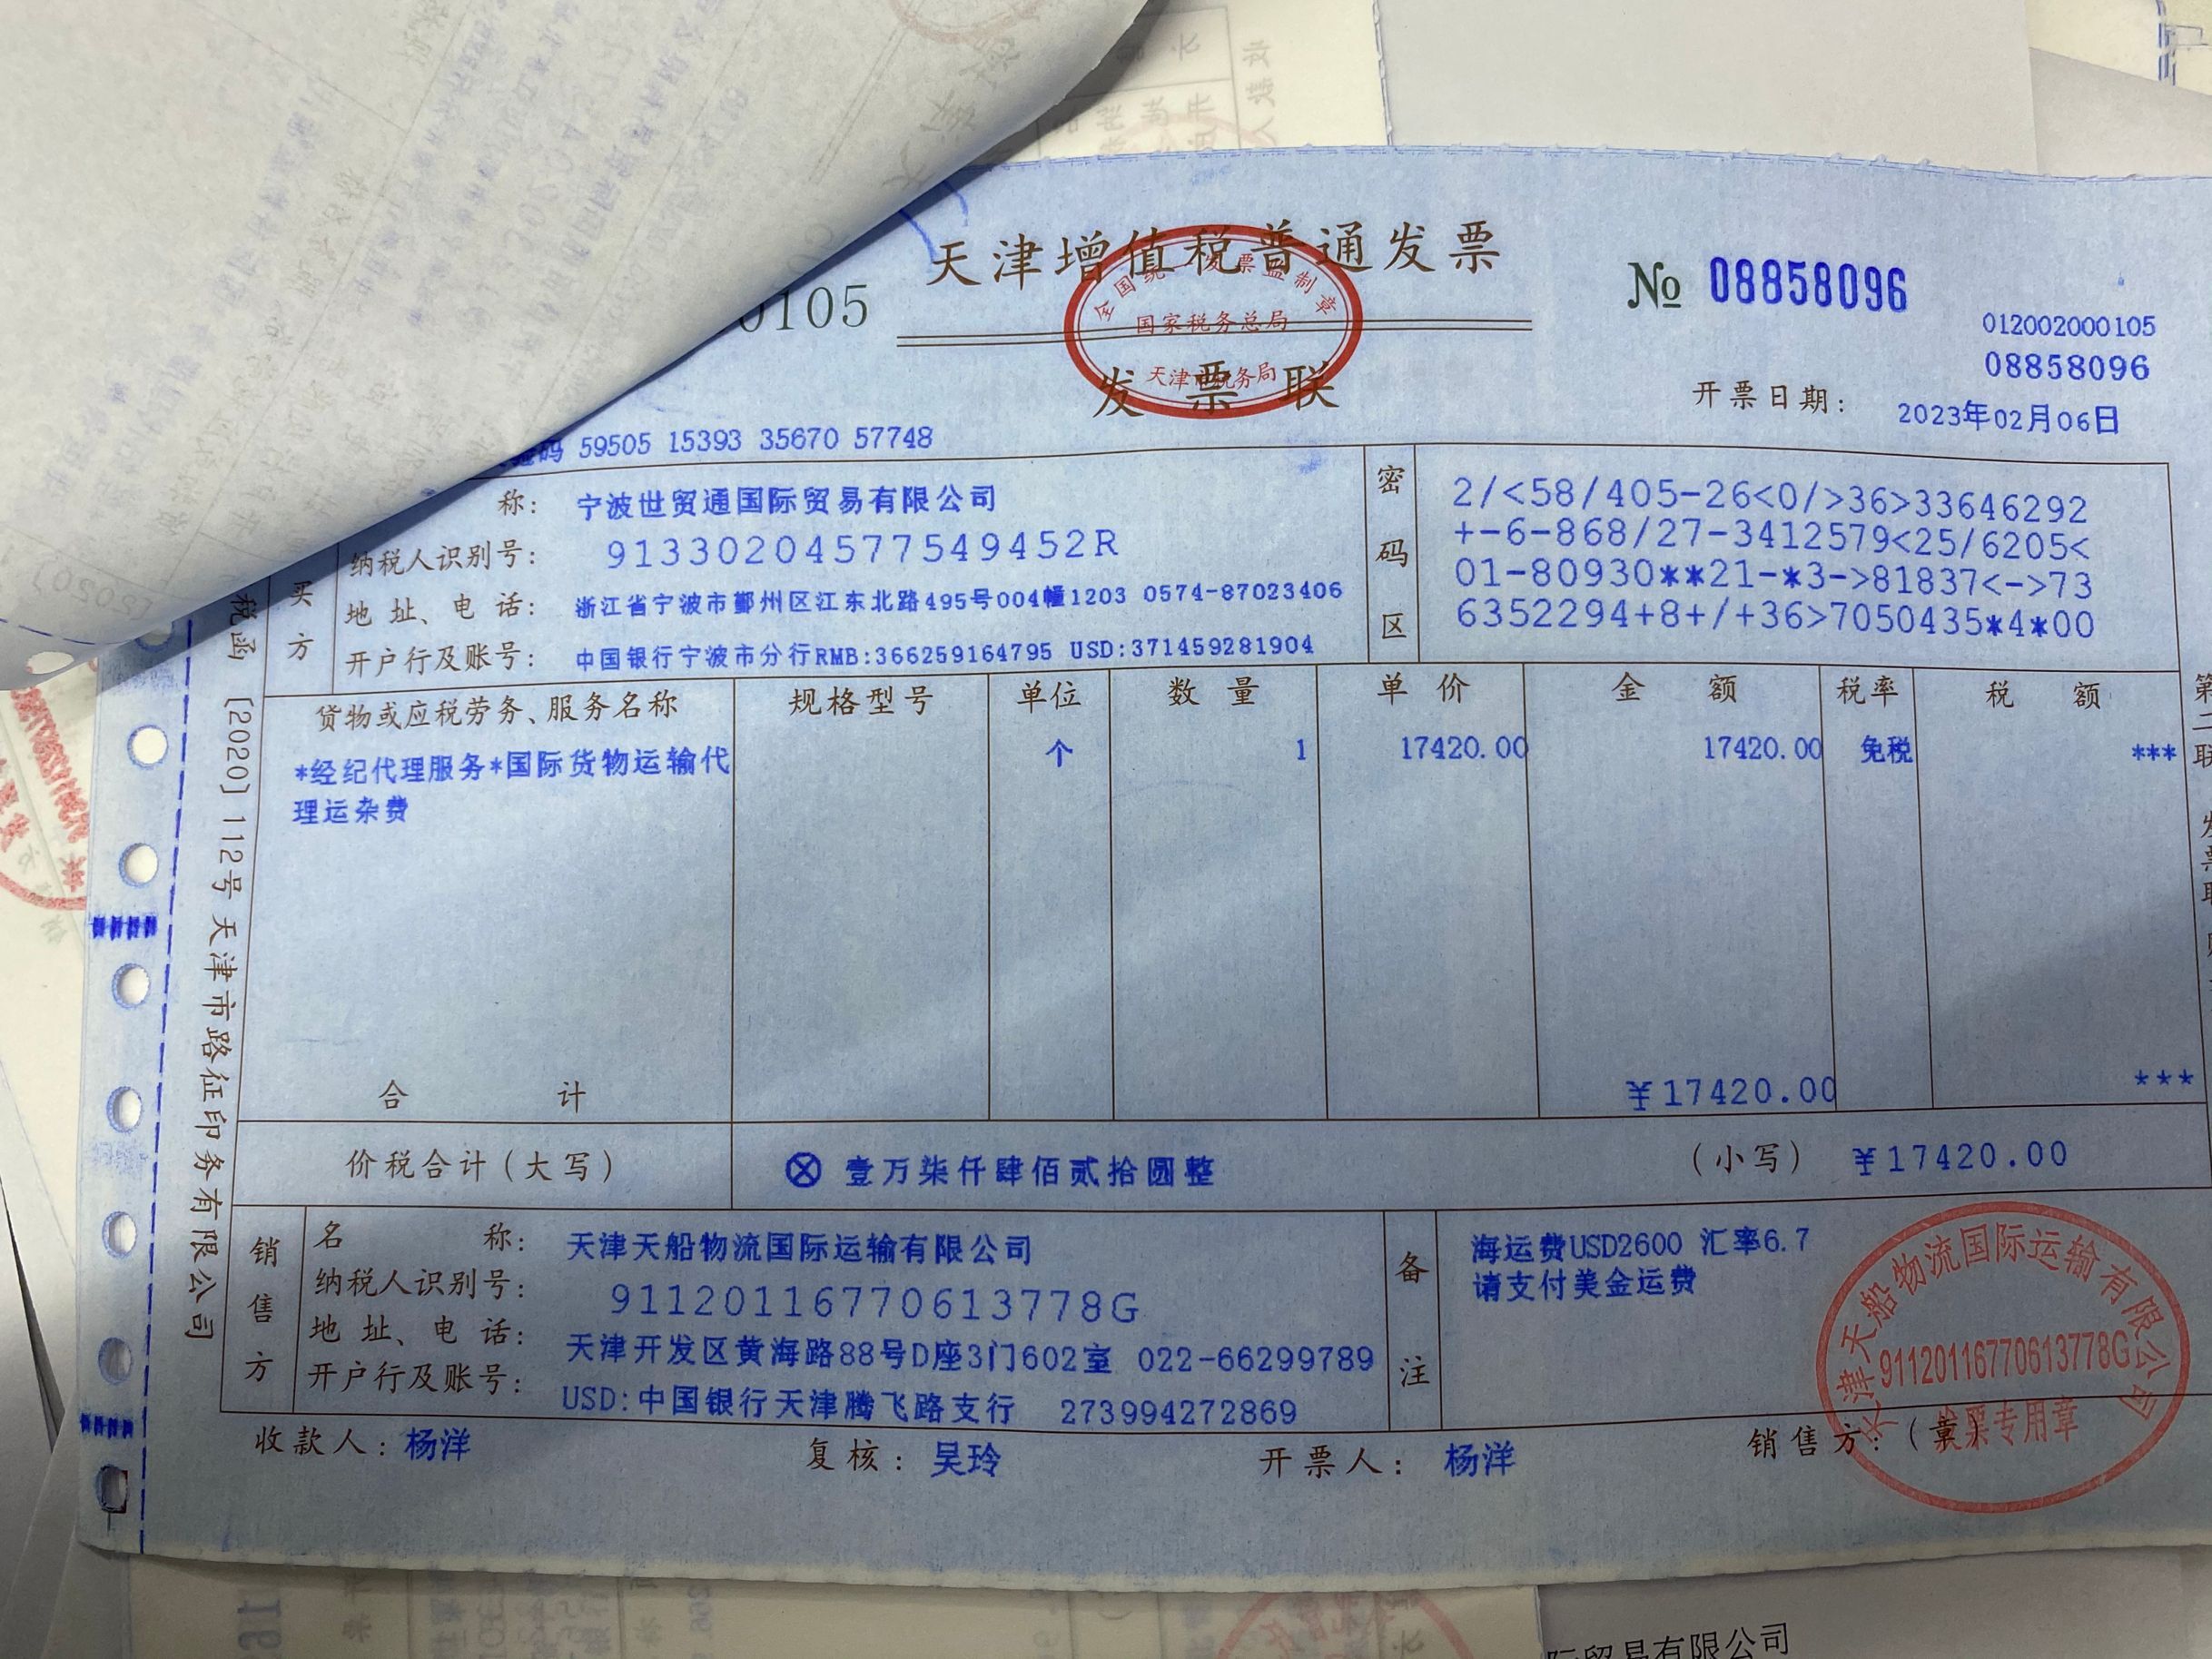 天津增值税普通发票
全国统一发票监制章
国家税务总局
天津市税务局
发票联
0105
№ 08858096
012002000105
08858096
开票日期: 2023年02月06日
码 59505 15393 35670 57748
买方
称: 宁波世贸通国际贸易有限公司
纳税人识别号: 91330204577549452R
地址、电话: 浙江省宁波市鄞州区江东北路495号004幢1203 0574-87023406
开户行及账号: 中国银行宁波市分行RMB:366259164795 USD:371459281904
密码区
2/<58/405-26<0/>36>33646292
+-6-868/27-3412579<25/6205<
01-80930**21-*3->81837<->73
6352294+8+/+36>7050435*4*00
货物或应税劳务、服务名称 规格型号 单位 数量 单价 金额 税率 税额
*经纪代理服务*国际货物运输代 个 1 17420.00 17420.00 免税 ***
理运杂费
合计 ¥17420.00 ***
价税合计(大写) ⊗ 壹万柒仟肆佰贰拾圆整 (小写) ¥17420.00
销售方
名称: 天津天船物流国际运输有限公司
纳税人识别号: 91120116770613778G
地址、电话: 天津开发区黄海路88号D座3门602室 022-66299789
开户行及账号: USD:中国银行天津腾飞路支行 273994272869
备注
海运费USD2600 汇率6.7
请支付美金运费
天津天船物流国际运输有限公司
91120116770613778G
发票专用章
收款人: 杨洋 复核: 吴玲 开票人: 杨洋 销售方: (章)
税函 [2020] 112号 天津市路征印务有限公司
第二联
际贸易有限公司